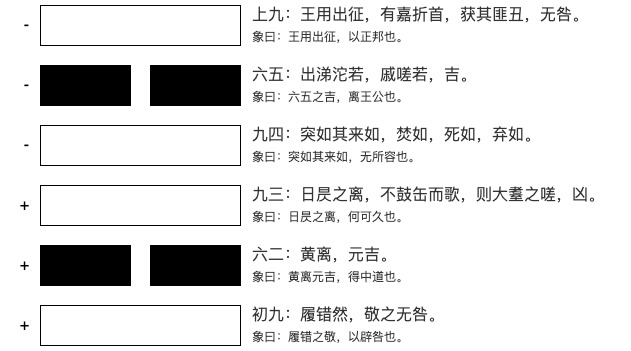 - 上九：王用出征，有嘉折首，获其匪丑，无咎。
象曰：王用出征，以正邦也。
- 六五：出涕沱若，戚嗟若，吉。
象曰：六五之吉，离王公也。
- 九四：突如其来如，焚如，死如，弃如。
象曰：突如其来如，无所容也。
+ 九三：日昃之离，不鼓缶而歌，则大耋之嗟，凶。
象曰：日昃之离，何可久也。
+ 六二：黄离，元吉。
象曰：黄离元吉，得中道也。
+ 初九：履错然，敬之无咎。
象曰：履错之敬，以辟咎也。